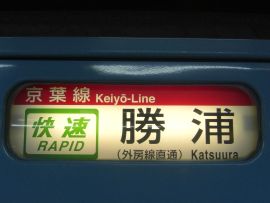 京葉線 Keiyō-Line
快速 勝浦
RAPID (外房線直通) Katsuura